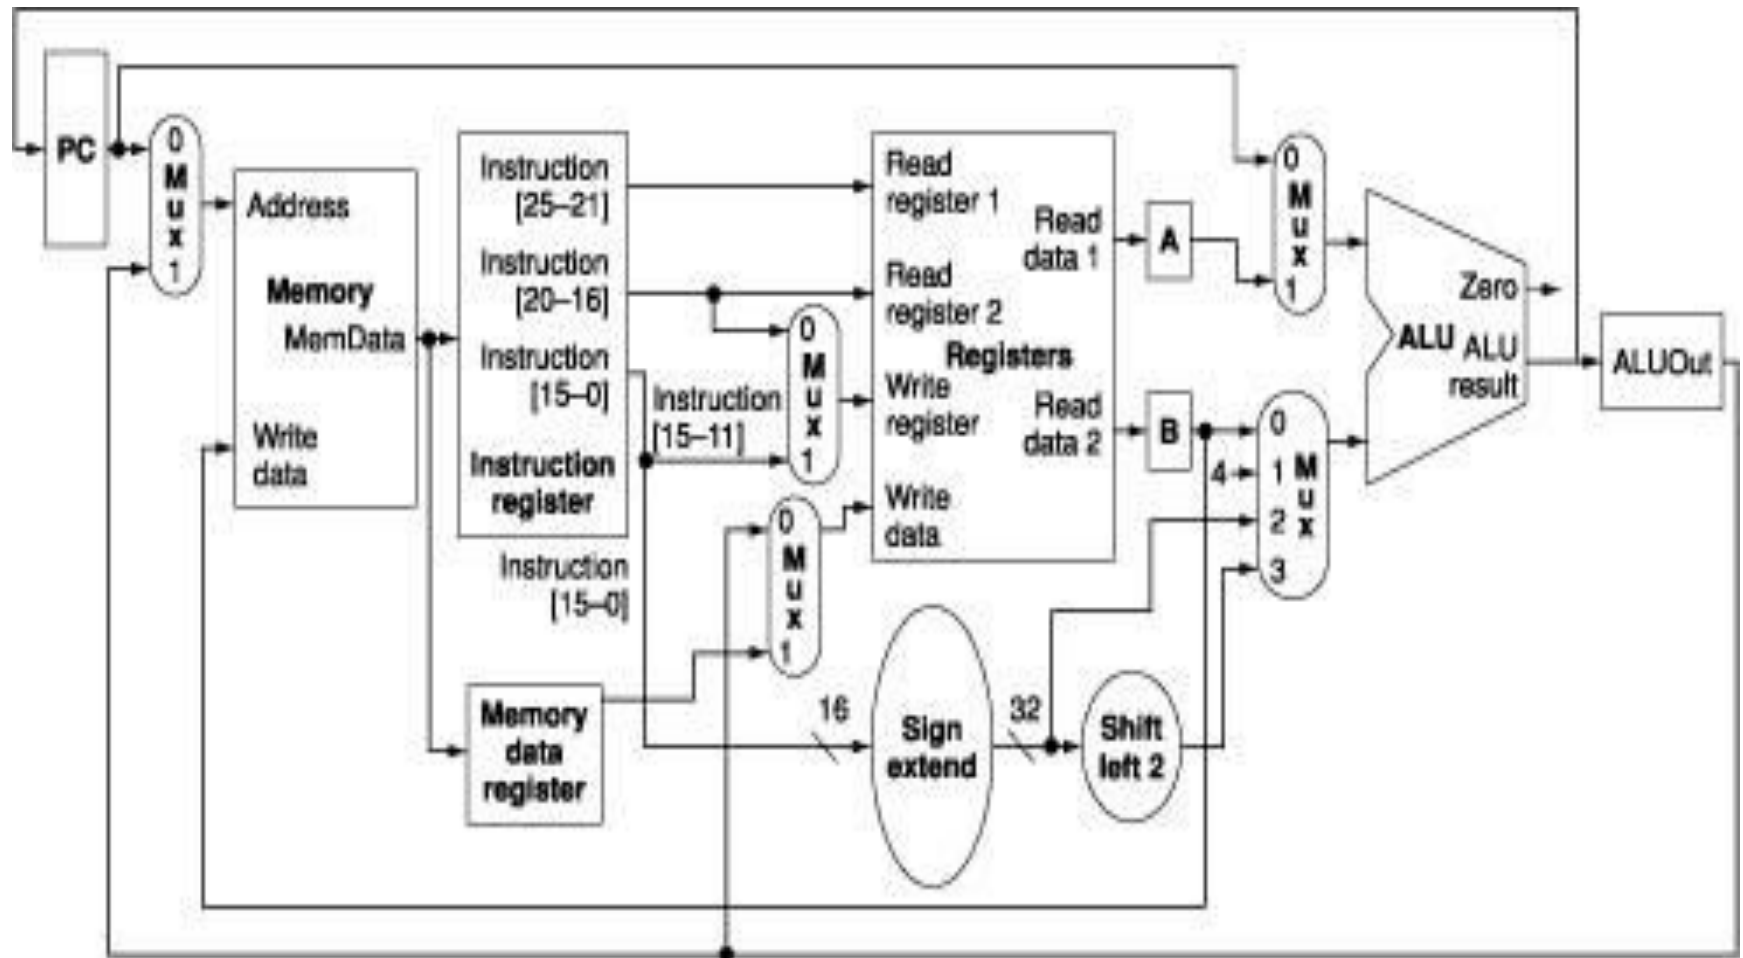 PC
0
M
u
x
1
Address
Memory
MemData
Write
data
Instruction
[25–21]
Instruction
[20–16]
Instruction
[15–0]
Instruction
register
Instruction
[15–0]
Instruction
[15–11]
Memory
data
register
0
M
u
x
1
0
M
u
x
1
Read
register 1
Read
register 2
Registers
Write
register
Write
data
Read
data 1
Read
data 2
16
Sign
extend
32
Shift
left 2
A
B
4
0
M
u
x
1
0
1
2
3
M
u
x
Zero
ALU
ALU
result
ALUOut